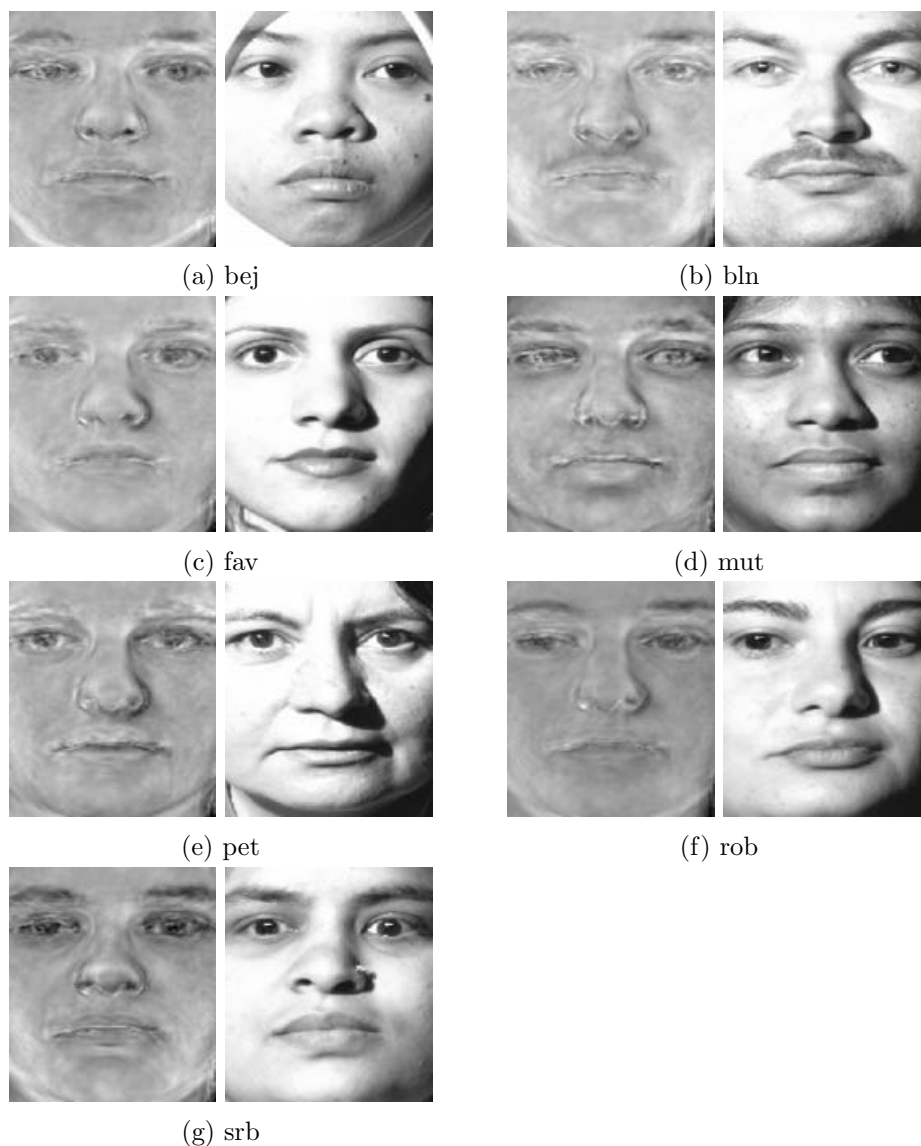 (a) bej
(b) bln
(c) fav
(d) mut
(e) pet
(f) rob
(g) srb